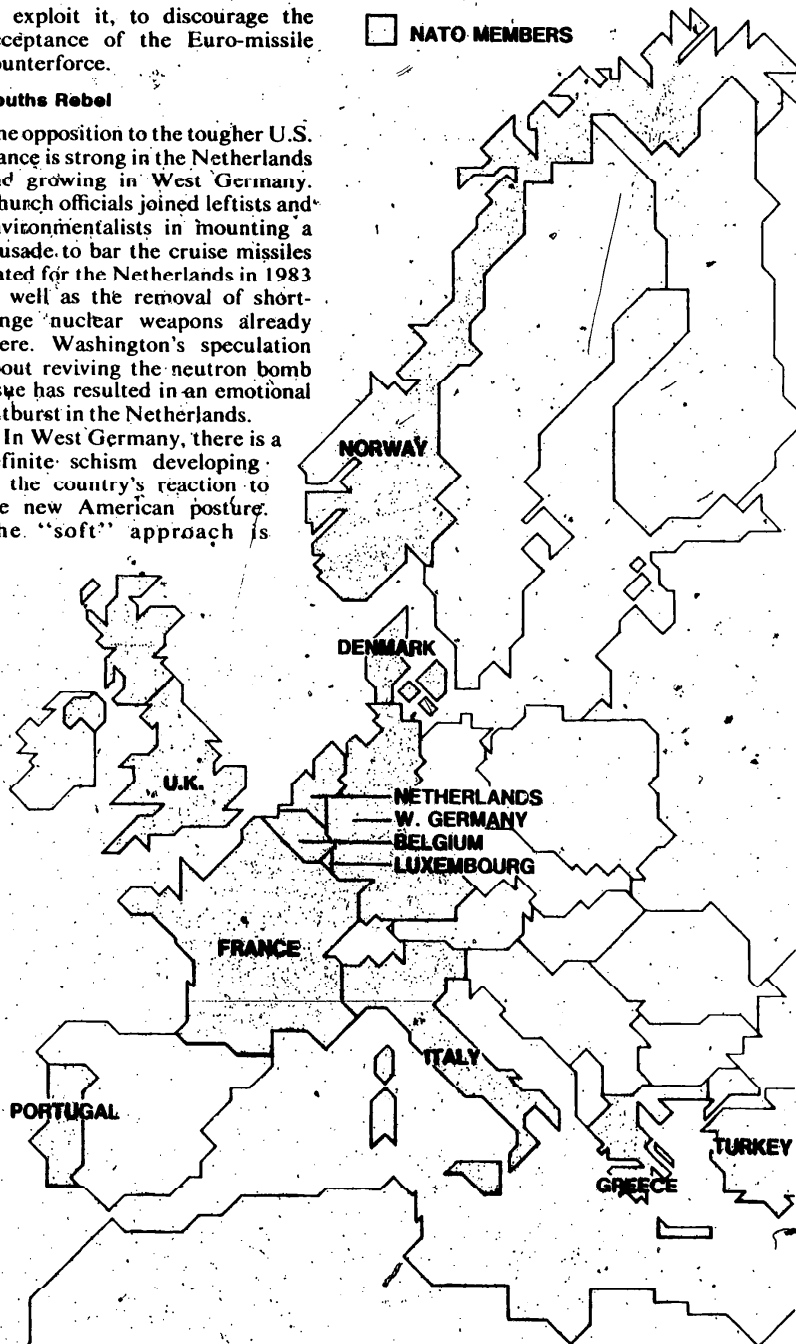 exploit it, to discourage the
ceptance of the Euro-missile
unterforce.
ouths Rebel
ne opposition to the tougher U.S.
ance is strong in the Netherlands
nd growing in West Germany.
hurch officials joined leftists and
nvironmentalists in mounting a
usade to bar the cruise missiles
ated for the Netherlands in 1983
well as the removal of short-
nge nuclear weapons already
ere. Washington's speculation
out reviving the neutron bomb
sue has resulted in an emotional
tburst in the Netherlands.
In West Germany, there is a
finite schism developing
the country's reaction to
e new American posture.
he "soft" approach is
NATO MEMBERS
NORWAY
DENMARK
U.K.
NETHERLANDS
W. GERMANY
BELGIUM
LUXEMBOURG
FRANCE
ITALY
PORTUGAL
TURKEY
GREECE